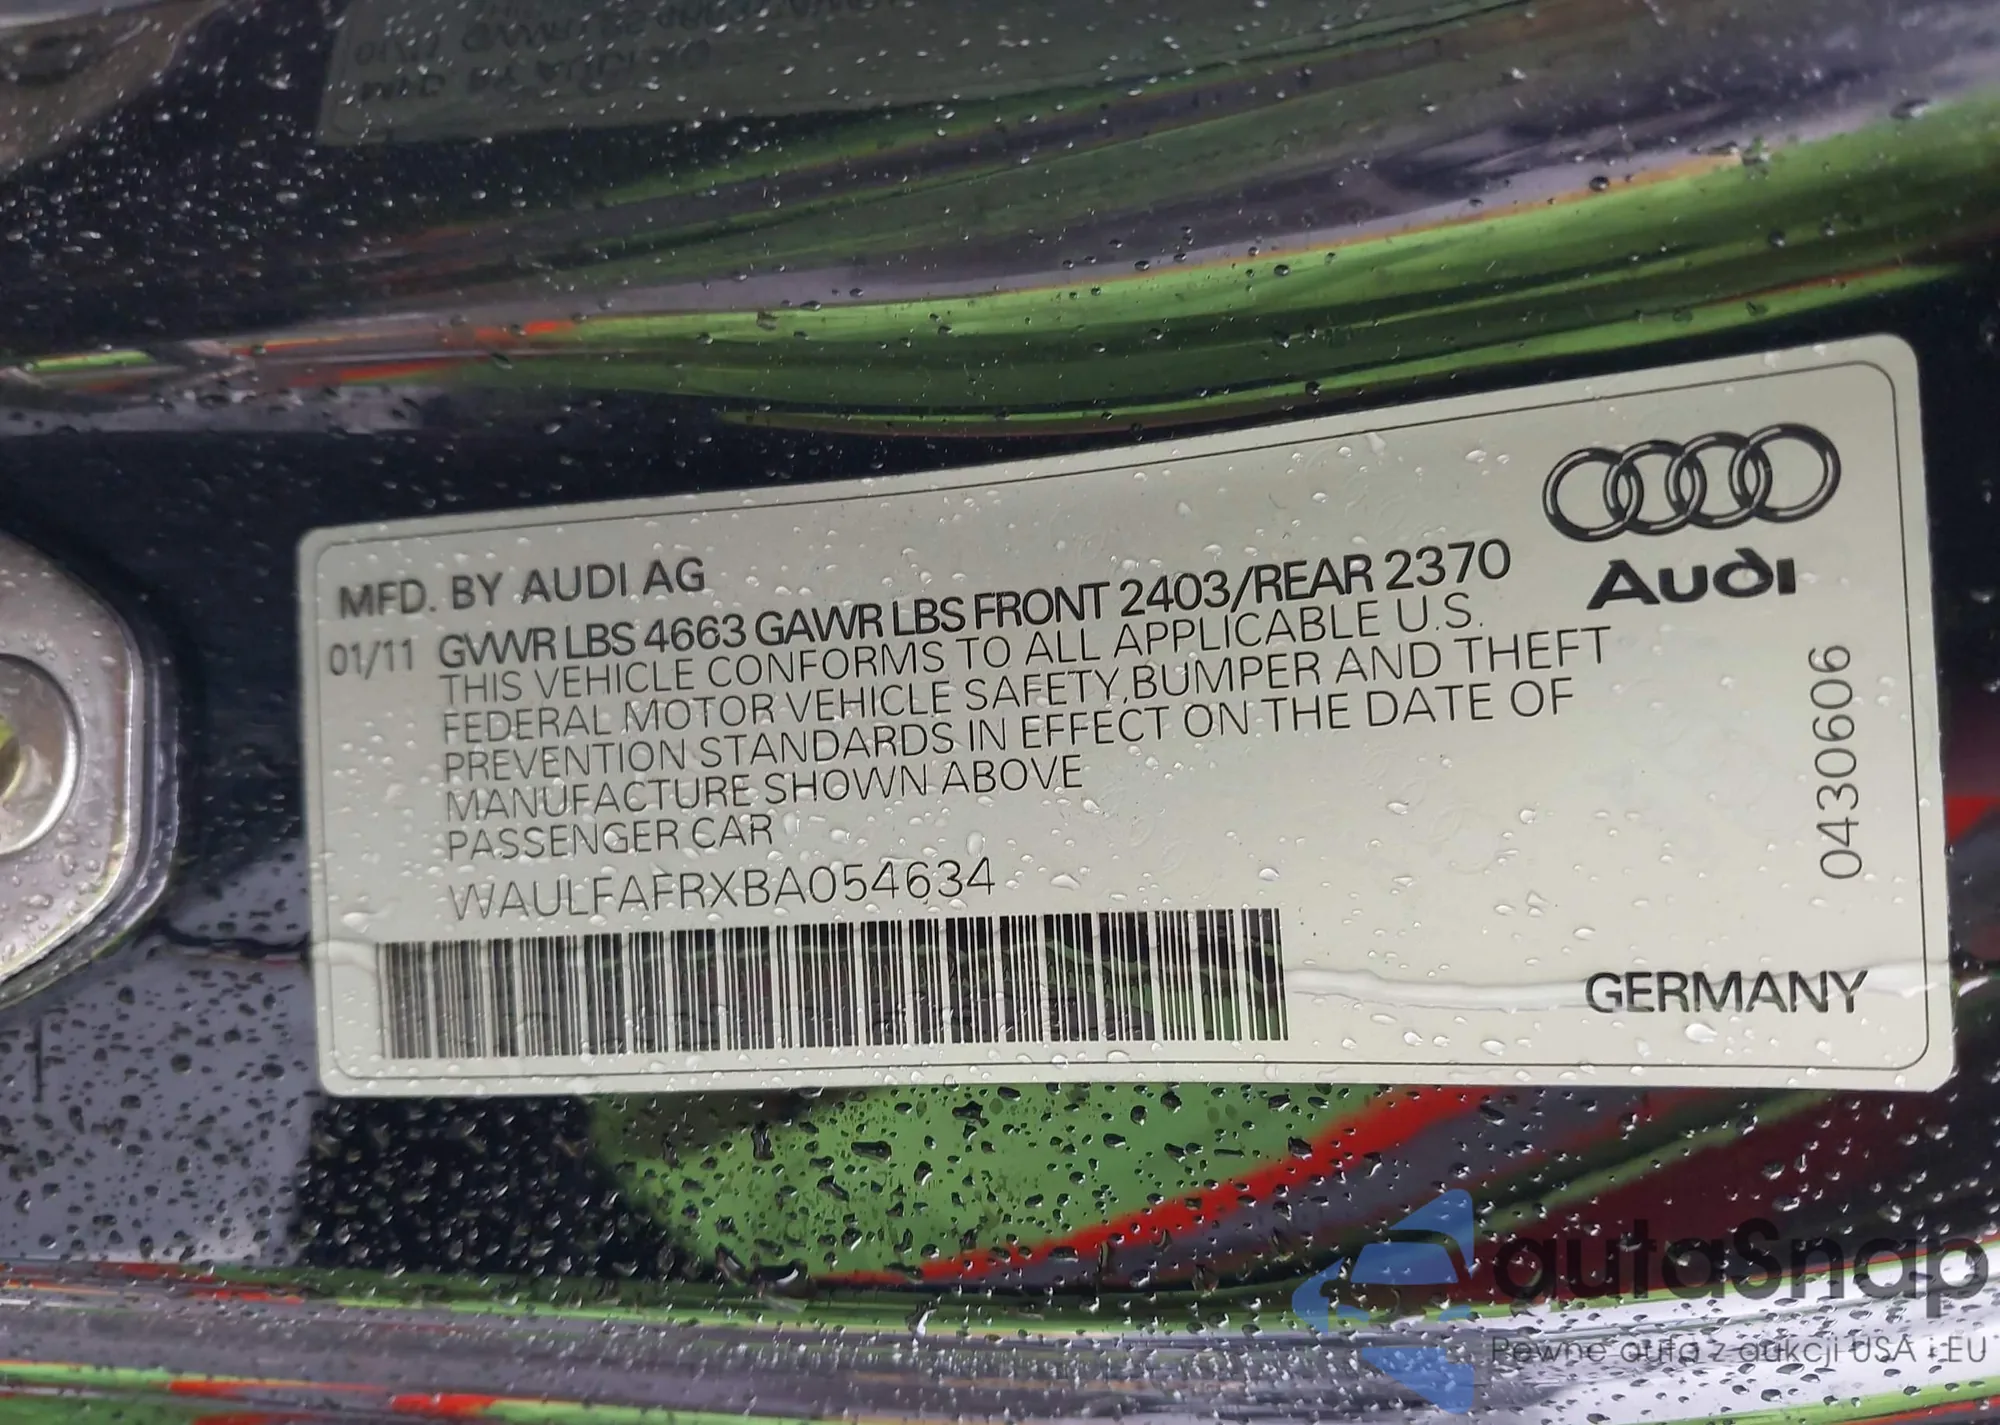 MFD. BY AUDI AG
01/11 GVWR LBS 4663 GAWR LBS FRONT 2403/REAR 2370
THIS VEHICLE CONFORMS TO ALL APPLICABLE U.S.
FEDERAL MOTOR VEHICLE SAFETY,BUMPER AND THEFT
PREVENTION STANDARDS IN EFFECT ON THE DATE OF
MANUFACTURE SHOWN ABOVE
PASSENGER CAR
WAULFAFRXBA054634
Audi
0430606
GERMANY
autaSnap
Pewne auta z aukcji USA i EU